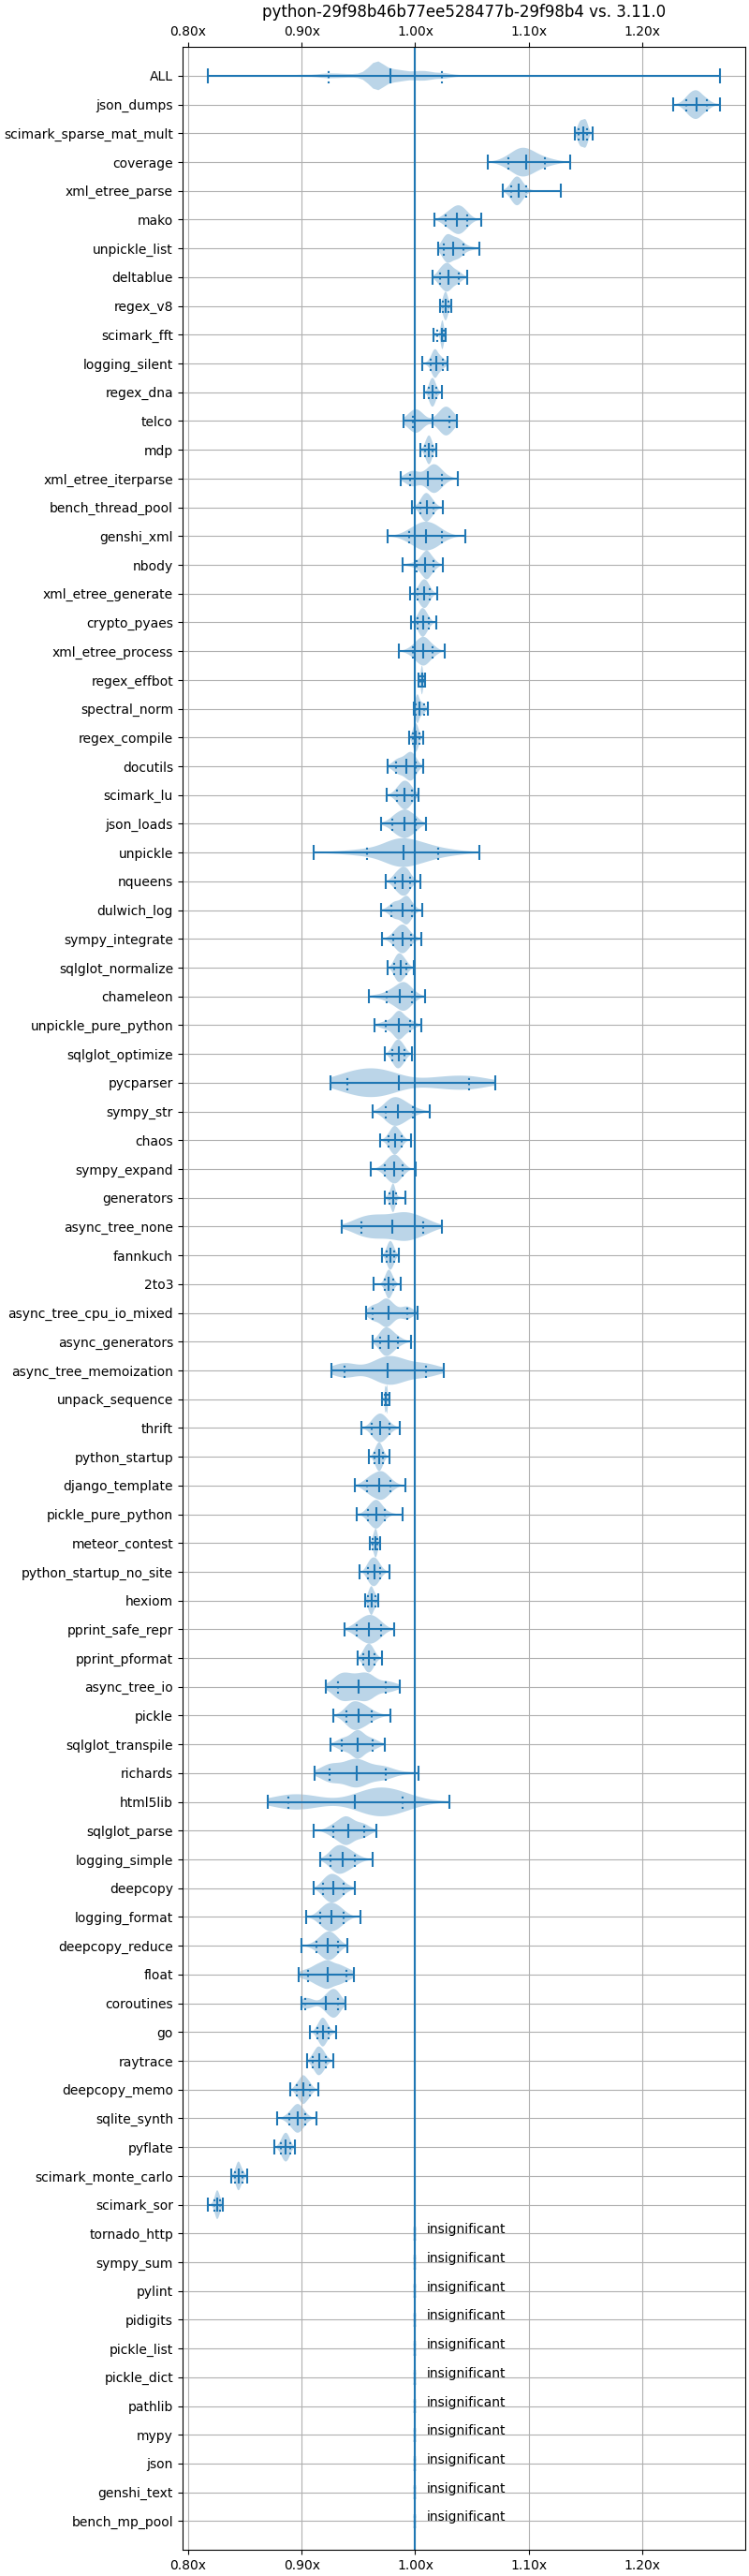 python-29f98b46b77ee528477b-29f98b4 vs. 3.11.0
0.80x 0.90x 1.00x 1.10x 1.20x
ALL
json_dumps
scimark_sparse_mat_mult
coverage
xml_etree_parse
mako
unpickle_list
deltablue
regex_v8
scimark_fft
logging_silent
regex_dna
telco
mdp
xml_etree_iterparse
bench_thread_pool
genshi_xml
nbody
xml_etree_generate
crypto_pyaes
xml_etree_process
regex_effbot
spectral_norm
regex_compile
docutils
scimark_lu
json_loads
unpickle
nqueens
dulwich_log
sympy_integrate
sqlglot_normalize
chameleon
unpickle_pure_python
sqlglot_optimize
pycparser
sympy_str
chaos
sympy_expand
generators
async_tree_none
fannkuch
2to3
async_tree_cpu_io_mixed
async_generators
async_tree_memoization
unpack_sequence
thrift
python_startup
django_template
pickle_pure_python
meteor_contest
python_startup_no_site
hexiom
pprint_safe_repr
pprint_pformat
async_tree_io
pickle
sqlglot_transpile
richards
html5lib
sqlglot_parse
logging_simple
deepcopy
logging_format
deepcopy_reduce
float
coroutines
go
raytrace
deepcopy_memo
sqlite_synth
pyflate
scimark_monte_carlo
scimark_sor
tornado_http insignificant
sympy_sum insignificant
pylint insignificant
pidigits insignificant
pickle_list insignificant
pickle_dict insignificant
pathlib insignificant
mypy insignificant
json insignificant
genshi_text insignificant
bench_mp_pool insignificant
0.80x 0.90x 1.00x 1.10x 1.20x